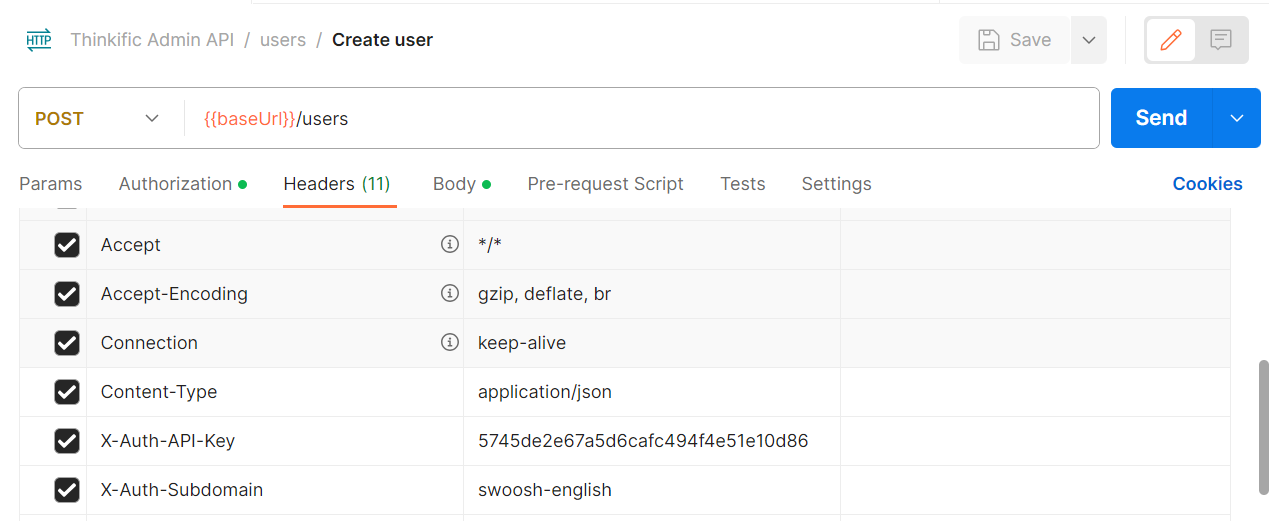 HTTP Thinkific Admin API / users / Create user Save
POST {{baseUrl}}/users Send
Params Authorization Headers (11) Body Pre-request Script Tests Settings Cookies
Accept */*
Accept-Encoding gzip, deflate, br
Connection keep-alive
Content-Type application/json
X-Auth-API-Key 5745de2e67a5d6cafc494f4e51e10d86
X-Auth-Subdomain swoosh-english